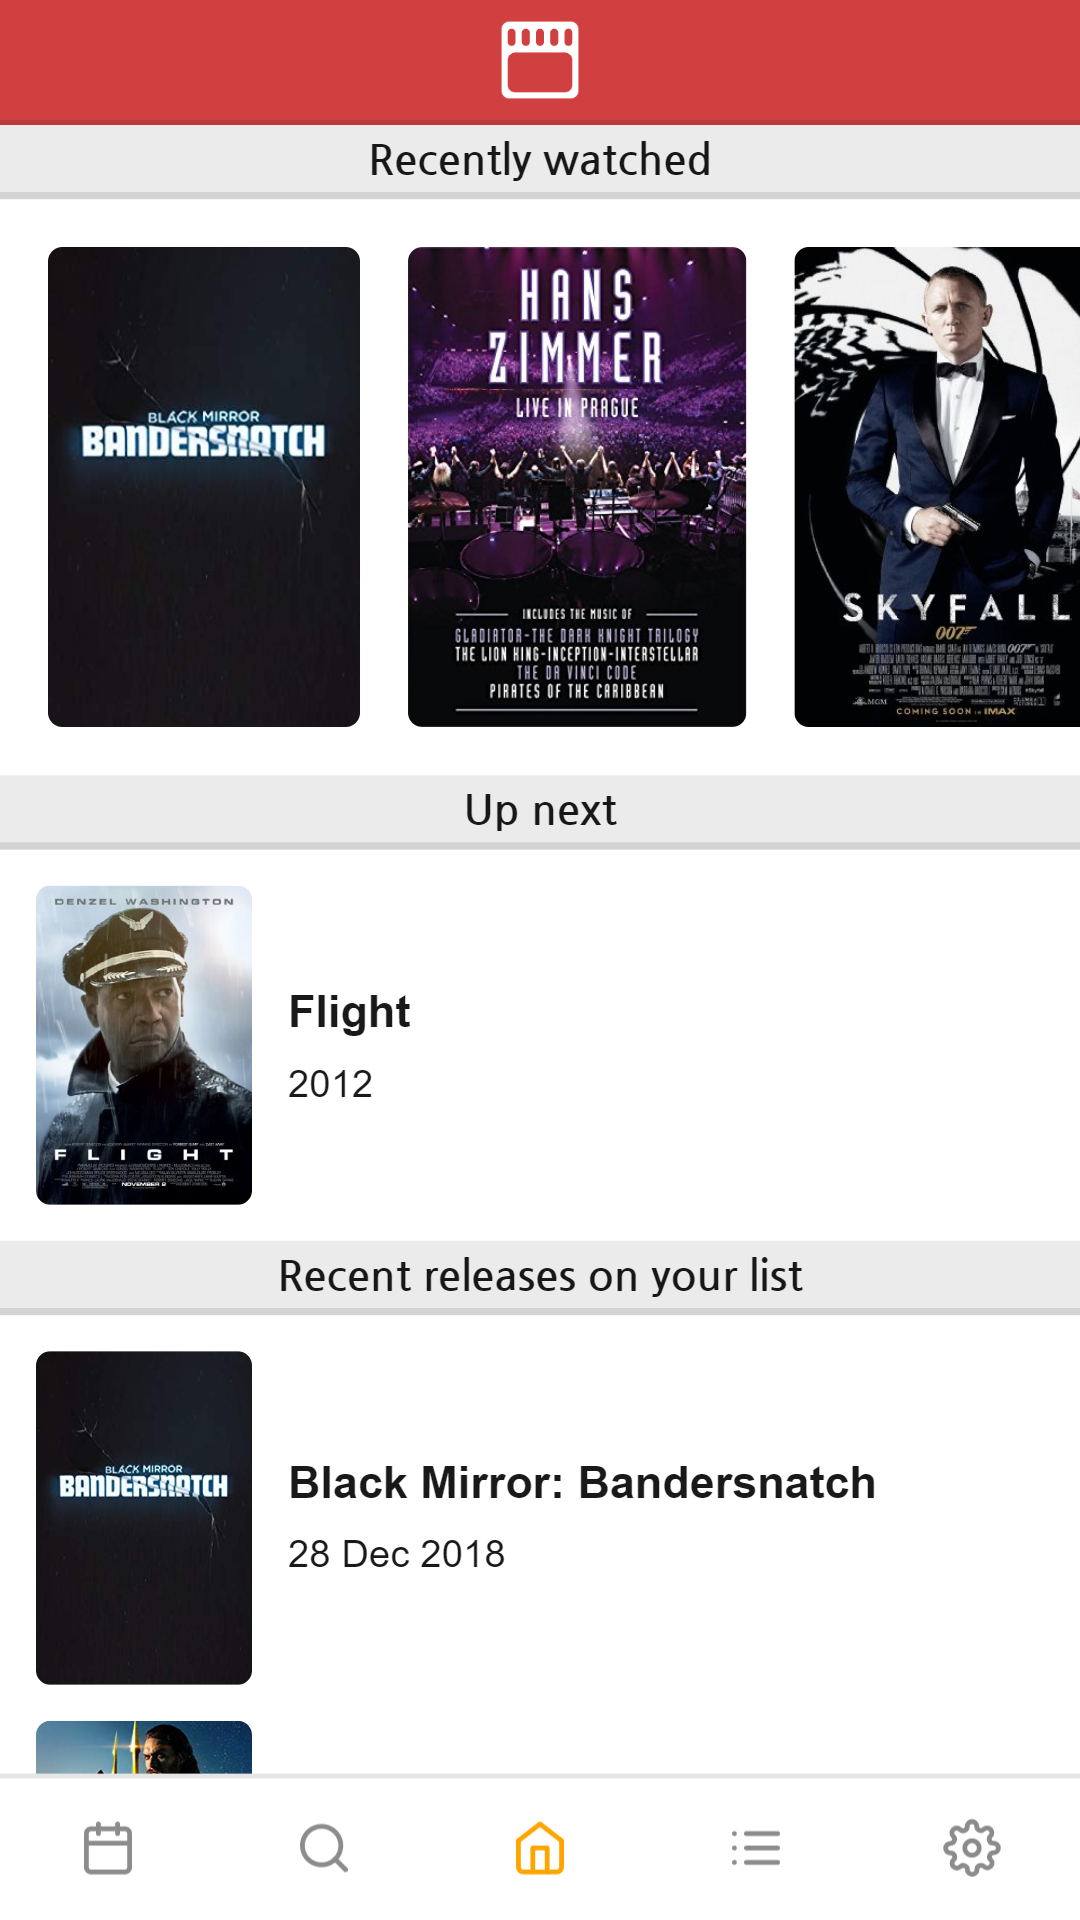 Recently watched
BLACK MIRROR
BANDERSNATCH
HANS
ZIMMER
LIVE IN PRAGUE
INCLUDES THE MUSIC OF
GLADIATOR-THE DARK KNIGHT TRILOGY
THE LION KING-INCEPTION-INTERSTELLAR
THE DA VINCI CODE
PIRATES OF THE CARIBBEAN
SKYFALL
007
MGM
COMING SOON IN IMAX
Up next
DENZEL WASHINGTON
FLIGHT
NOVEMBER 2
Flight
2012
Recent releases on your list
BLACK MIRROR
BANDERSNATCH
Black Mirror: Bandersnatch
28 Dec 2018